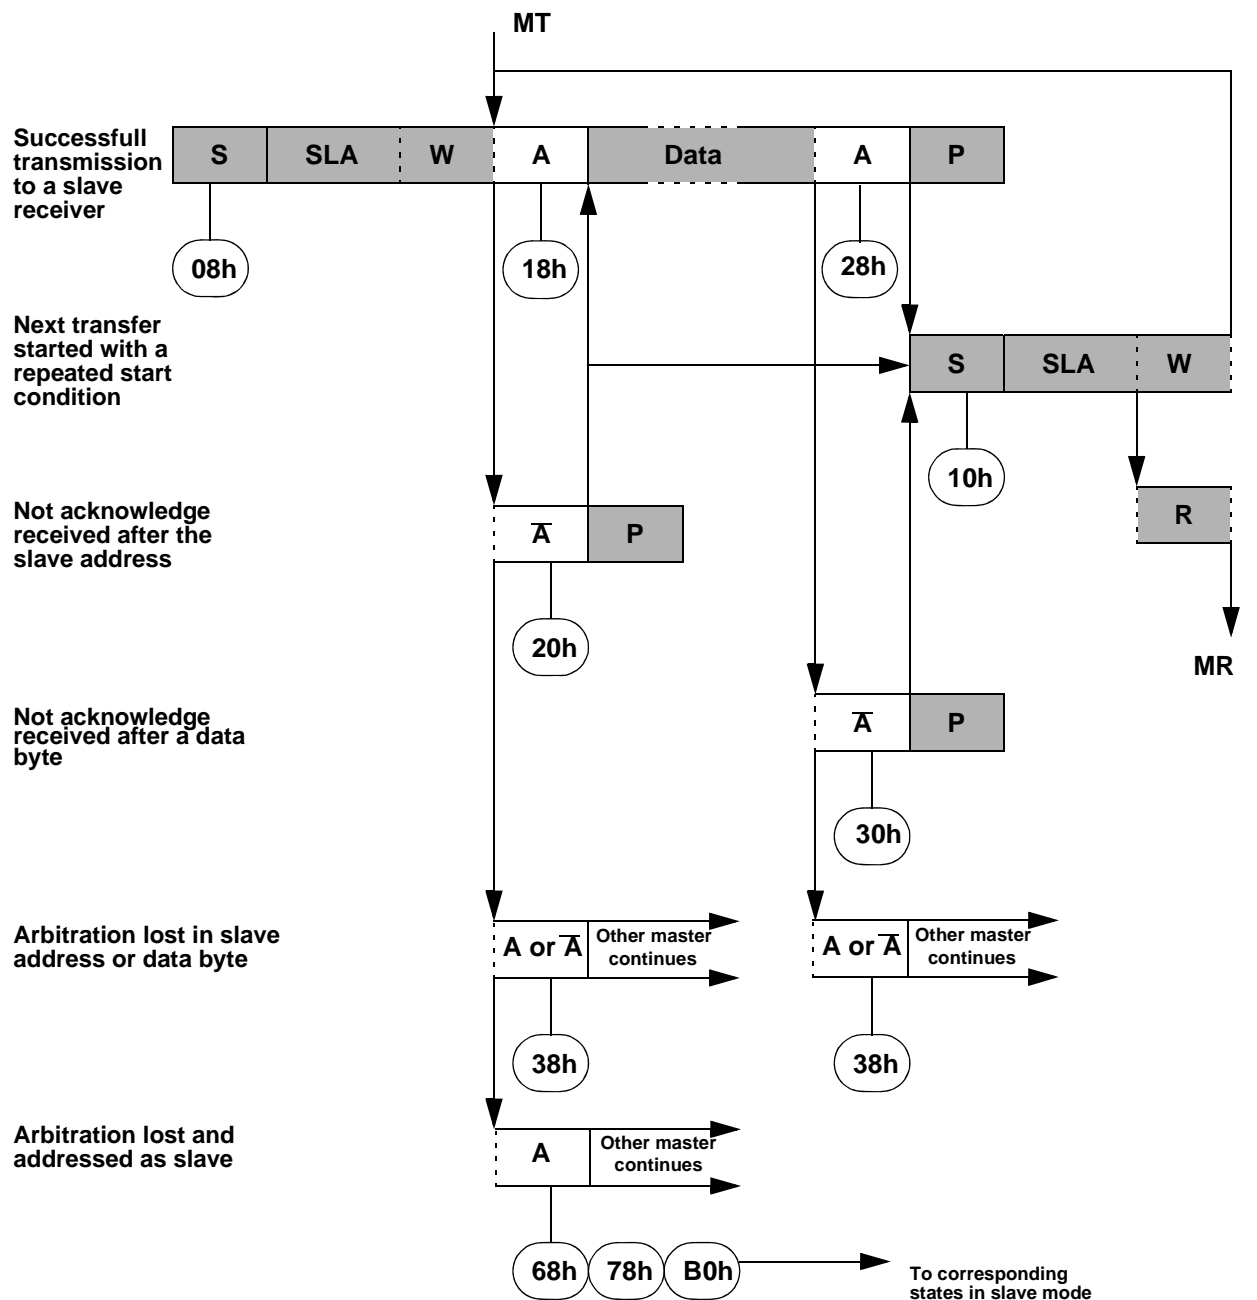 MT
Successfull
transmission
to a slave
receiver
S SLA W A Data A P
08h 18h 28h
Next transfer
started with a
repeated start
condition
S SLA W
10h
Not acknowledge
received after the
slave address
A̅ P
R
20h
MR
Not acknowledge
received after a data
byte
A̅ P
30h
Arbitration lost in slave
address or data byte
A or A̅ Other master
continues
A or A̅ Other master
continues
38h 38h
Arbitration lost and
addressed as slave
A Other master
continues
68h 78h B0h
To corresponding
states in slave mode